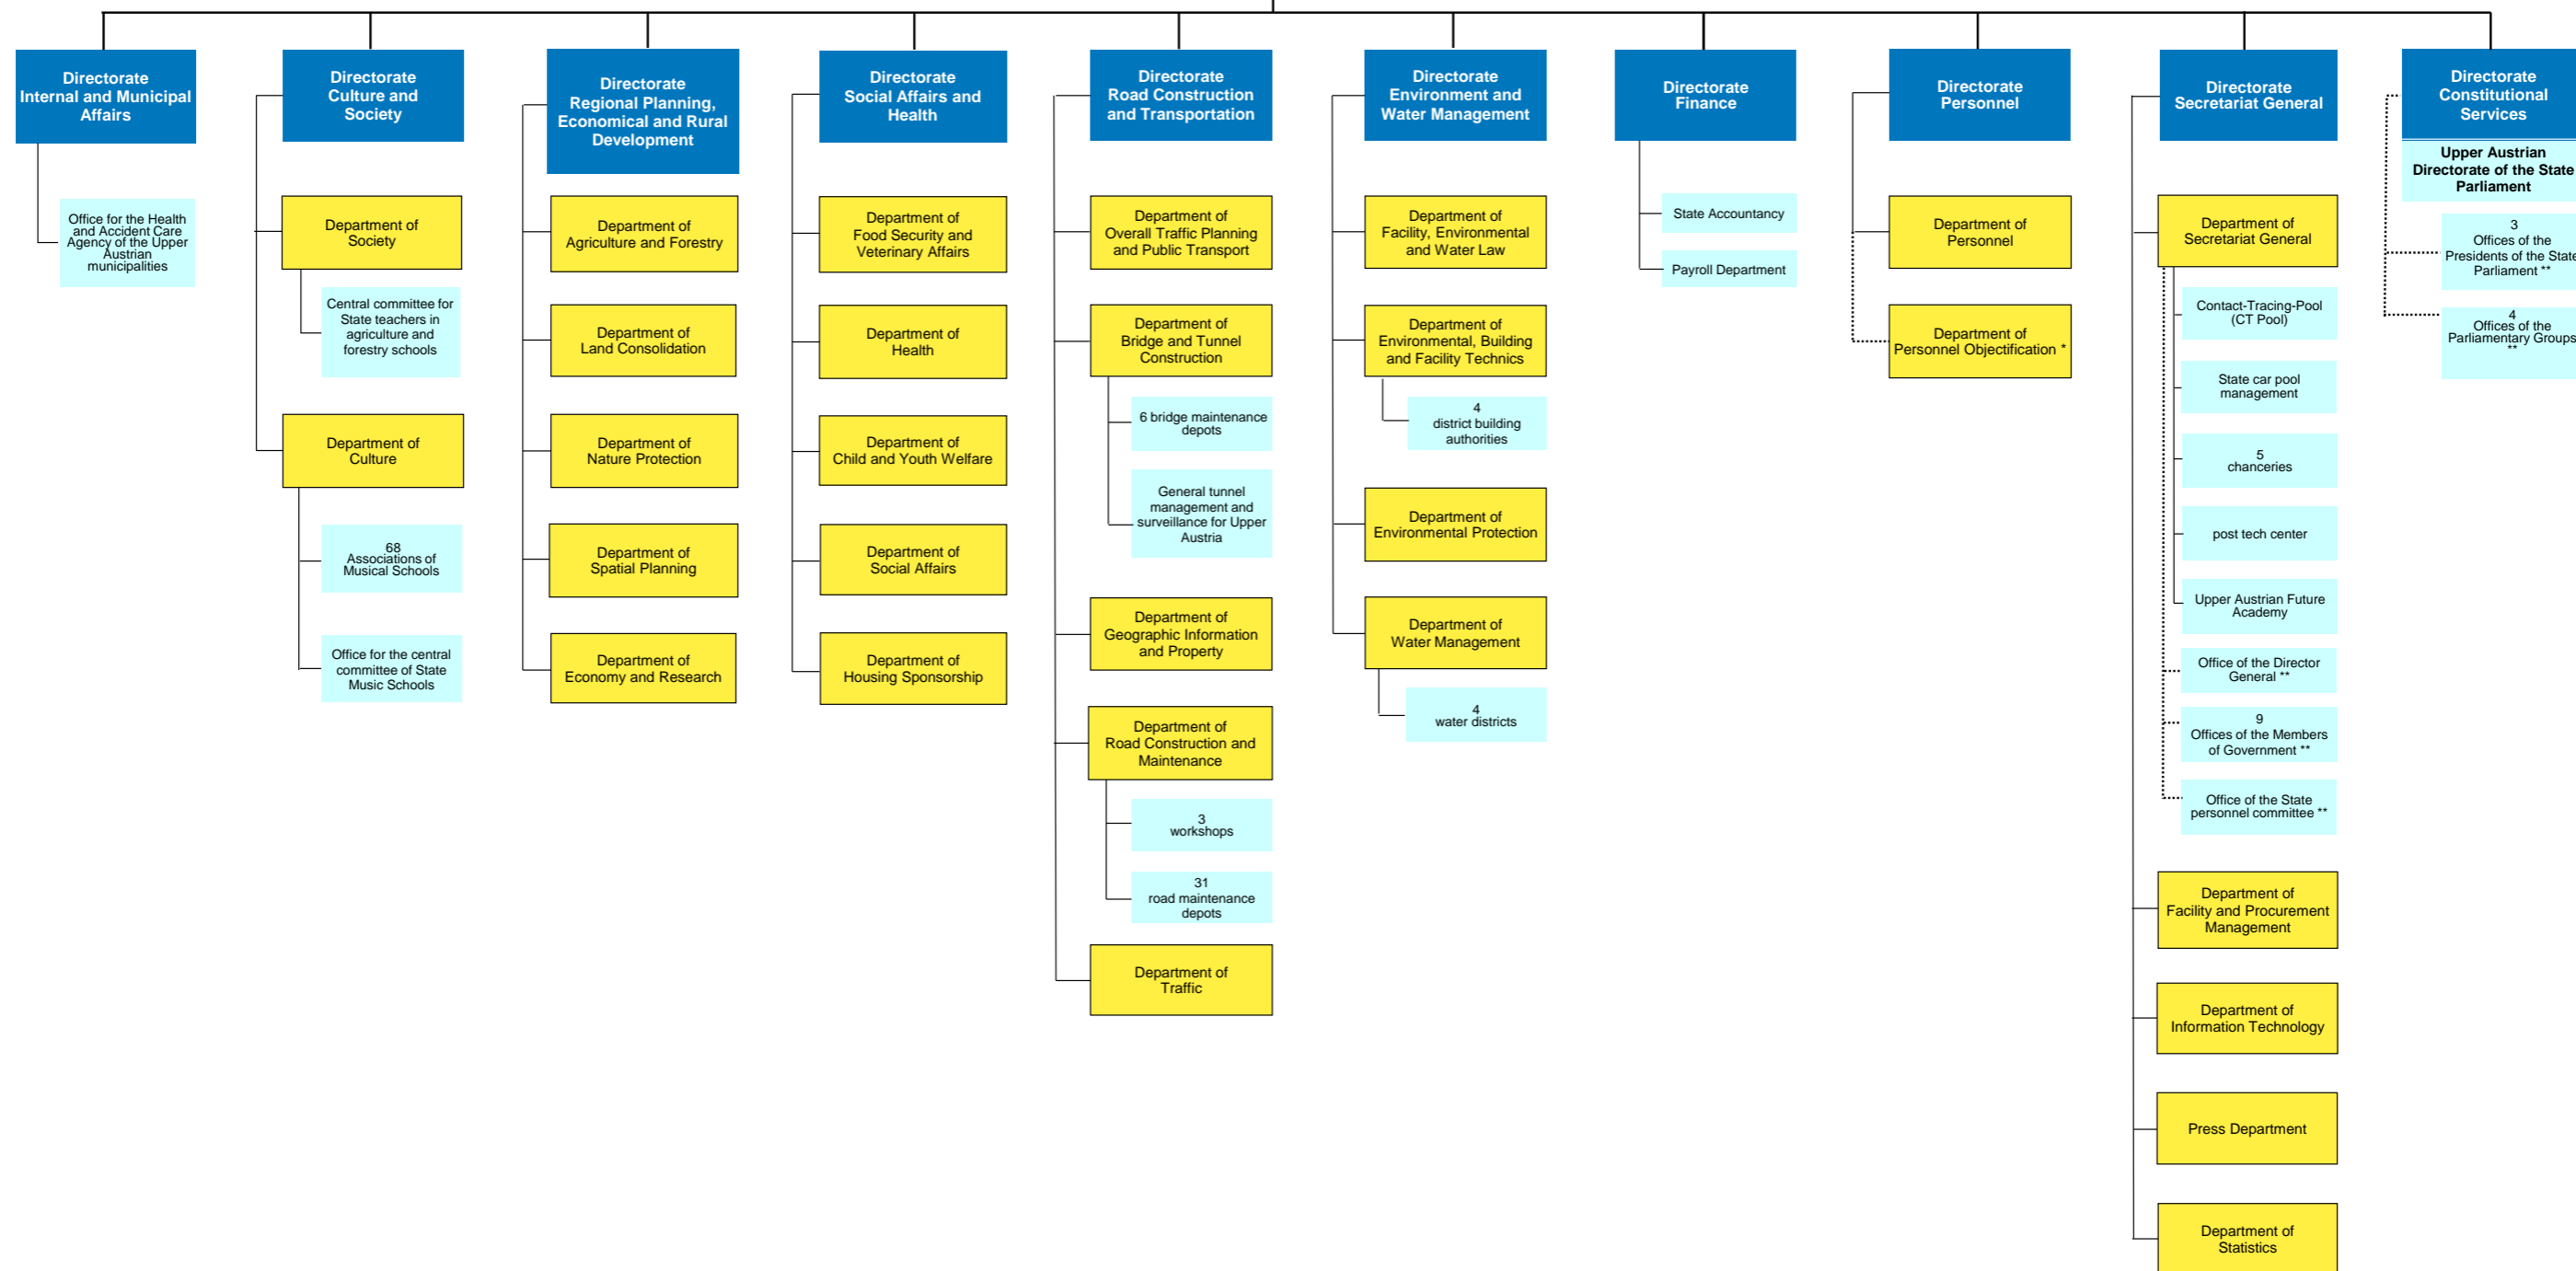 Directorate
Internal and Municipal
Affairs
Office for the Health
and Accident Care
Agency of the Upper
Austrian
municipalities
Directorate
Culture and
Society
Department of
Society
Central committee for
State teachers in
agriculture and
forestry schools
Department of
Culture
68
Associations of
Musical Schools
Office for the central
committee of State
Music Schools
Directorate
Regional Planning,
Economical and Rural
Development
Department of
Agriculture and Forestry
Department of
Land Consolidation
Department of
Nature Protection
Department of
Spatial Planning
Department of
Economy and Research
Directorate
Social Affairs and
Health
Department of
Food Security and
Veterinary Affairs
Department of
Health
Department of
Child and Youth Welfare
Department of
Social Affairs
Department of
Housing Sponsorship
Directorate
Road Construction
and Transportation
Department of
Overall Traffic Planning
and Public Transport
Department of
Bridge and Tunnel
Construction
6 bridge maintenance
depots
General tunnel
management and
surveillance for Upper
Austria
Department of
Geographic Information
and Property
Department of
Road Construction and
Maintenance
3
workshops
31
road maintenance
depots
Department of
Traffic
Directorate
Environment and
Water Management
Department of
Facility, Environmental
and Water Law
Department of
Environmental, Building
and Facility Technics
4
district building
authorities
Department of
Environmental Protection
Department of
Water Management
4
water districts
Directorate
Finance
State Accountancy
Payroll Department
Directorate
Personnel
Department of
Personnel
Department of
Personnel Objectification *
Directorate
Secretariat General
Department of
Secretariat General
Contact-Tracing-Pool
(CT Pool)
State car pool
management
5
chanceries
post tech center
Upper Austrian Future
Academy
Office of the Director
General **
9
Offices of the Members
of Government **
Office of the State
personnel committee **
Department of
Facility and Procurement
Management
Department of
Information Technology
Press Department
Department of
Statistics
Directorate
Constitutional
Services
Upper Austrian
Directorate of the State
Parliament
3
Offices of the
Presidents of the State
Parliament **
4
Offices of the
Parliamentary Groups
**